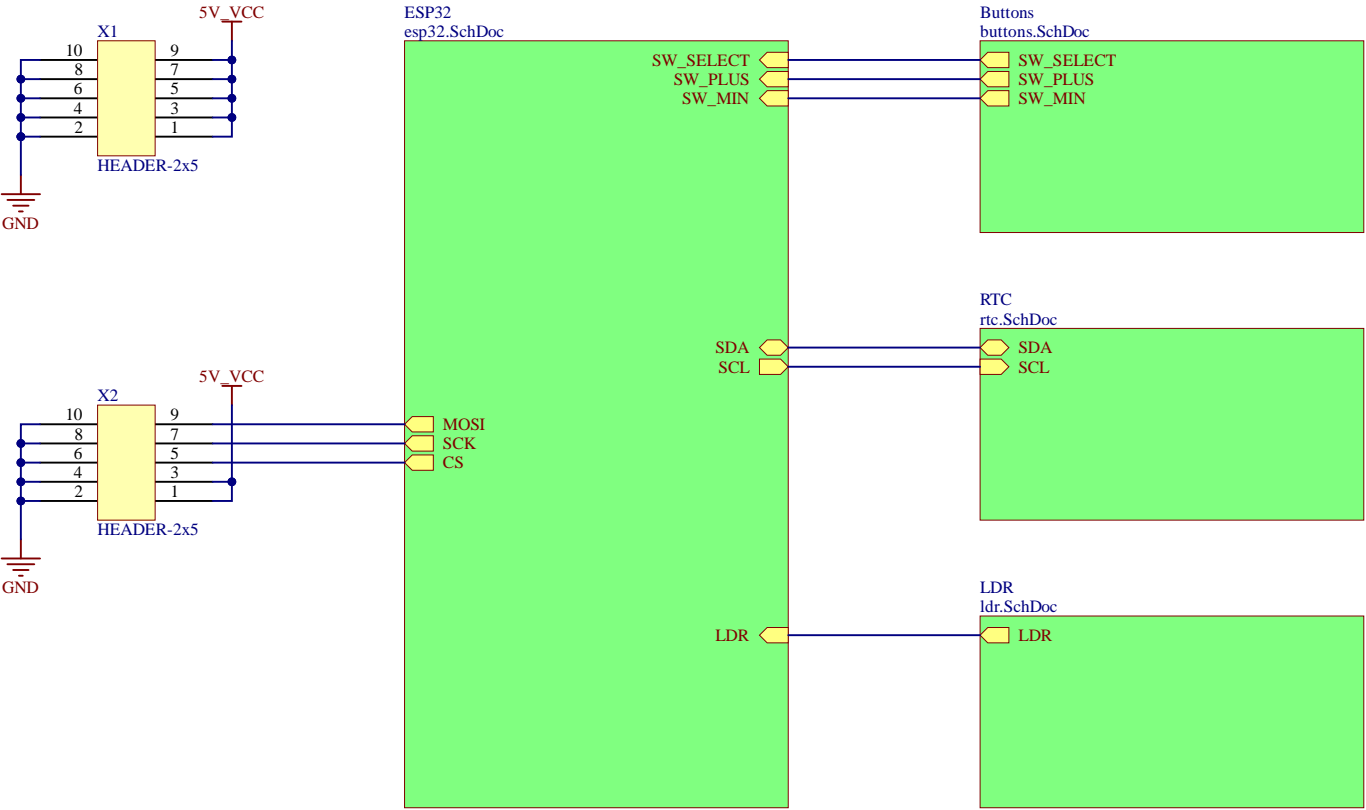 5V_VCC
X1
10 9
8 7
6 5
4 3
2 1
HEADER-2x5
GND
5V_VCC
X2
10 9
8 7
6 5
4 3
2 1
HEADER-2x5
GND
ESP32
esp32.SchDoc
SW_SELECT
SW_PLUS
SW_MIN
SDA
SCL
MOSI
SCK
CS
LDR
Buttons
buttons.SchDoc
SW_SELECT
SW_PLUS
SW_MIN
RTC
rtc.SchDoc
SDA
SCL
LDR
ldr.SchDoc
LDR